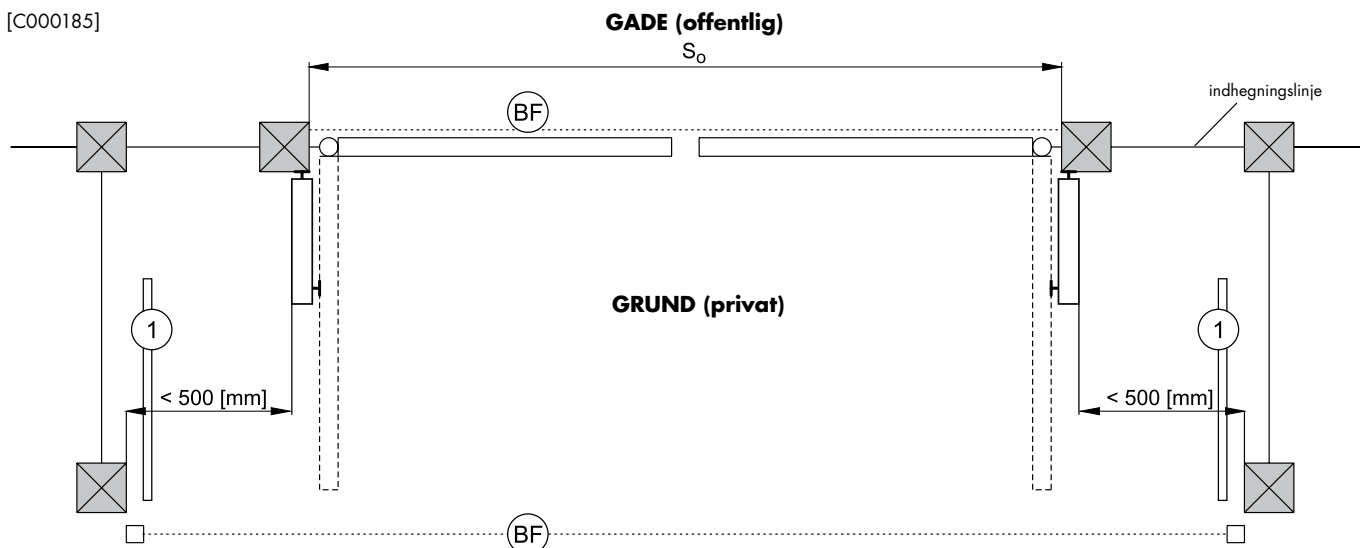 [C000185]
GADE (offentlig)
So
BF
indhegningslinje
GRUND (privat)
1
1
< 500 [mm]
< 500 [mm]
BF